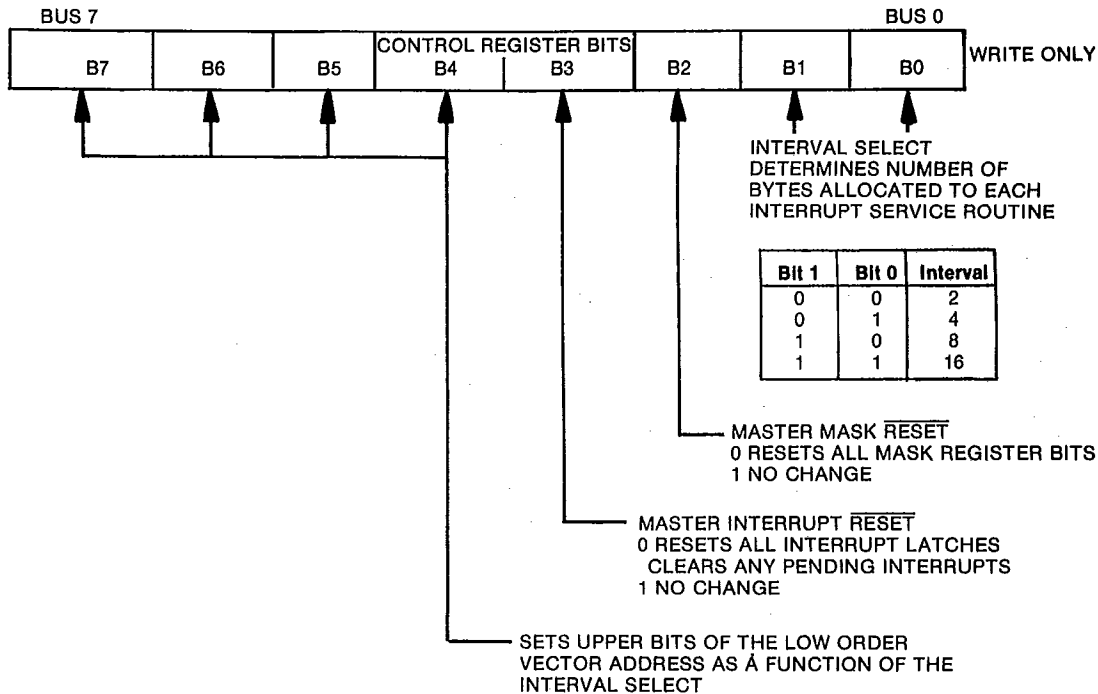 BUS 7 BUS 0
CONTROL REGISTER BITS
B7 B6 B5 B4 B3 B2 B1 B0
WRITE ONLY
INTERVAL SELECT
DETERMINES NUMBER OF
BYTES ALLOCATED TO EACH
INTERRUPT SERVICE ROUTINE
Bit 1 Bit 0 Interval
0 0 2
0 1 4
1 0 8
1 1 16
MASTER MASK R̅E̅S̅E̅T̅
0 RESETS ALL MASK REGISTER BITS
1 NO CHANGE
MASTER INTERRUPT R̅E̅S̅E̅T̅
0 RESETS ALL INTERRUPT LATCHES
CLEARS ANY PENDING INTERRUPTS
1 NO CHANGE
SETS UPPER BITS OF THE LOW ORDER
VECTOR ADDRESS AS A FUNCTION OF THE
INTERVAL SELECT